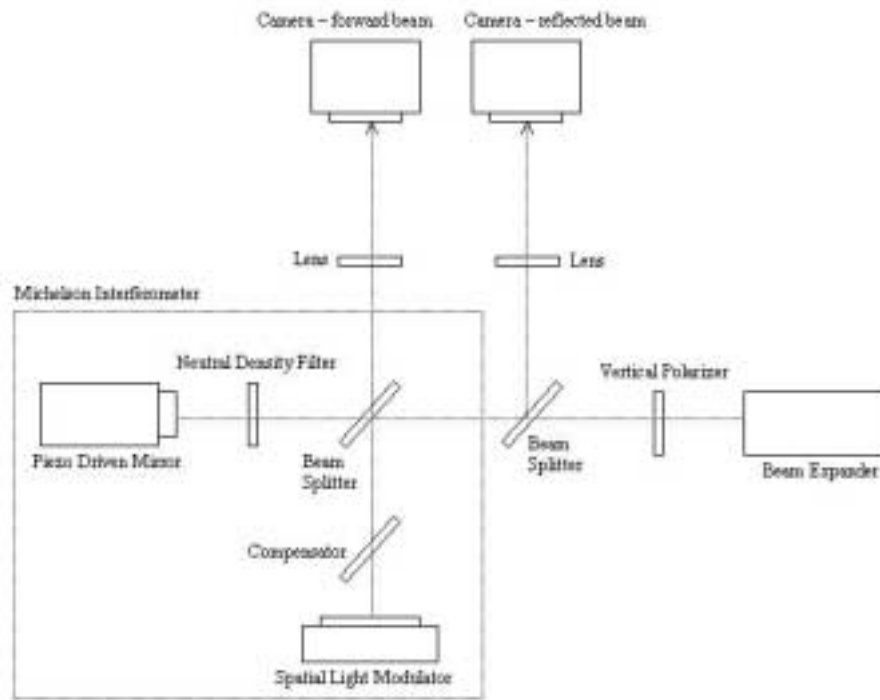 Camera – forward beam
Camera – reflected beam
Lens
Lens
Michelson Interferometer
Neutral Density Filter
Vertical Polarizer
Piezo Driven Mirror
Beam
Splitter
Beam
Splitter
Beam Expander
Compensator
Spatial Light Modulator